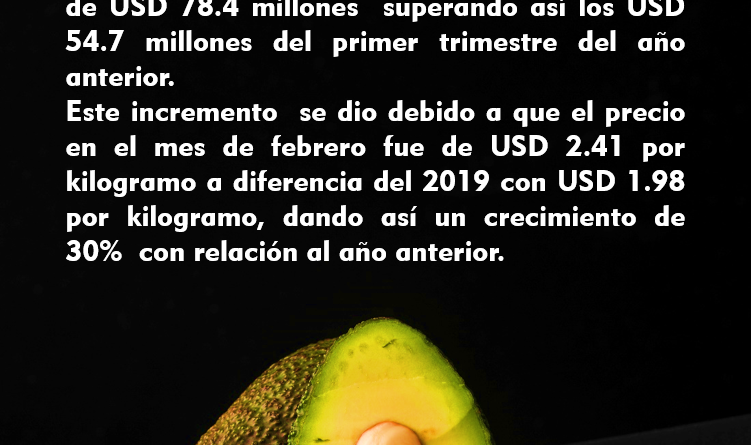 de USD 78.4 millones superando así los USD
54.7 millones del primer trimestre del año
anterior.
Este incremento se dio debido a que el precio
en el mes de febrero fue de USD 2.41 por
kilogramo a diferencia del 2019 con USD 1.98
por kilogramo, dando así un crecimiento de
30% con relación al año anterior.